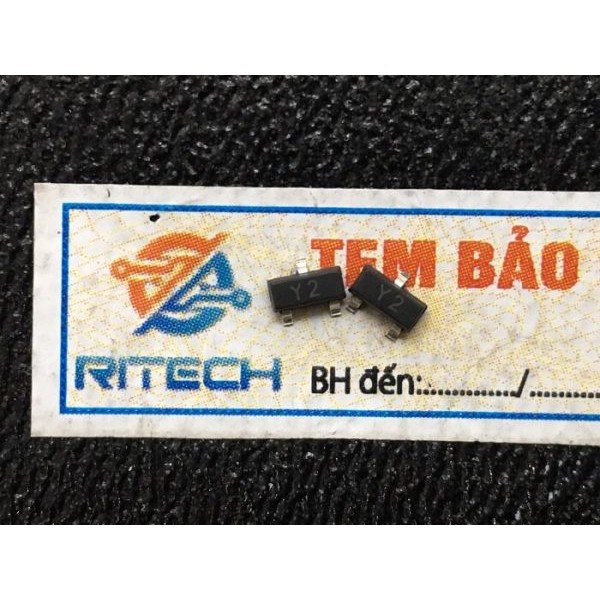 TEM BẢO
Y2
Y2
RITECH
BH đến:............./............